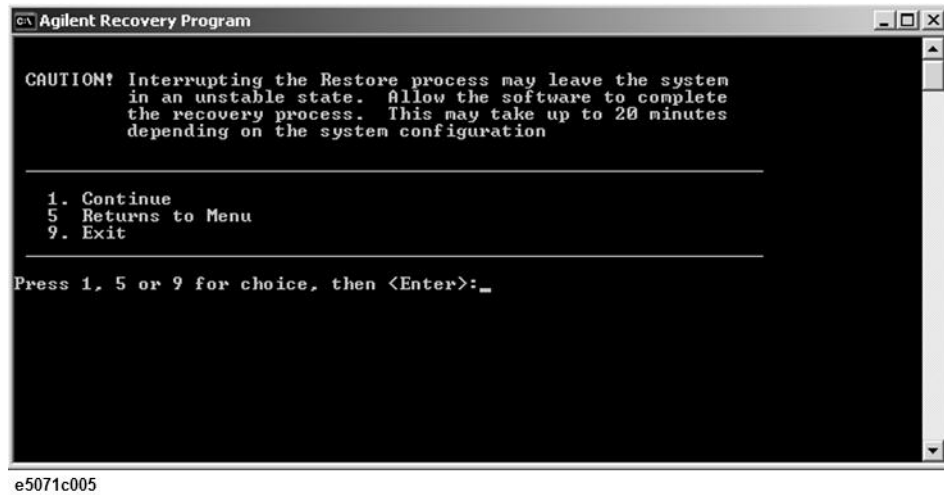 Agilent Recovery Program
CAUTION! Interrupting the Restore process may leave the system
in an unstable state. Allow the software to complete
the recovery process. This may take up to 20 minutes
depending on the system configuration
1. Continue
5 Returns to Menu
9. Exit
Press 1, 5 or 9 for choice, then <Enter>:_
e5071c005